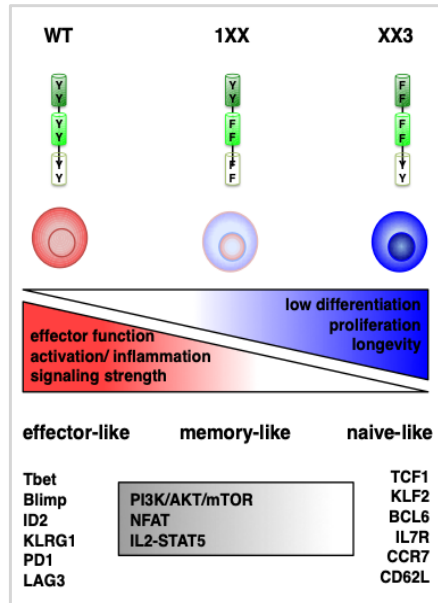 WT 1XX XX3
Y Y Y Y F F
Y Y F F F F
Y Y F F Y Y
low differentiation
proliferation
longevity
effector function
activation/ inflammation
signaling strength
effector-like memory-like naive-like
Tbet
Blimp
ID2
KLRG1
PD1
LAG3
PI3K/AKT/mTOR
NFAT
IL2-STAT5
TCF1
KLF2
BCL6
IL7R
CCR7
CD62L